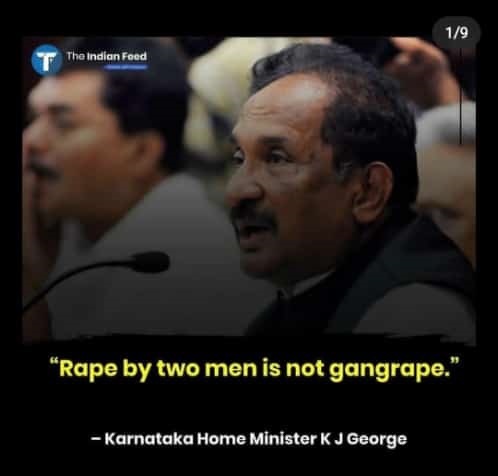 1/9
The Indian Feed
“Rape by two men is not gangrape.”
– Karnataka Home Minister K J George